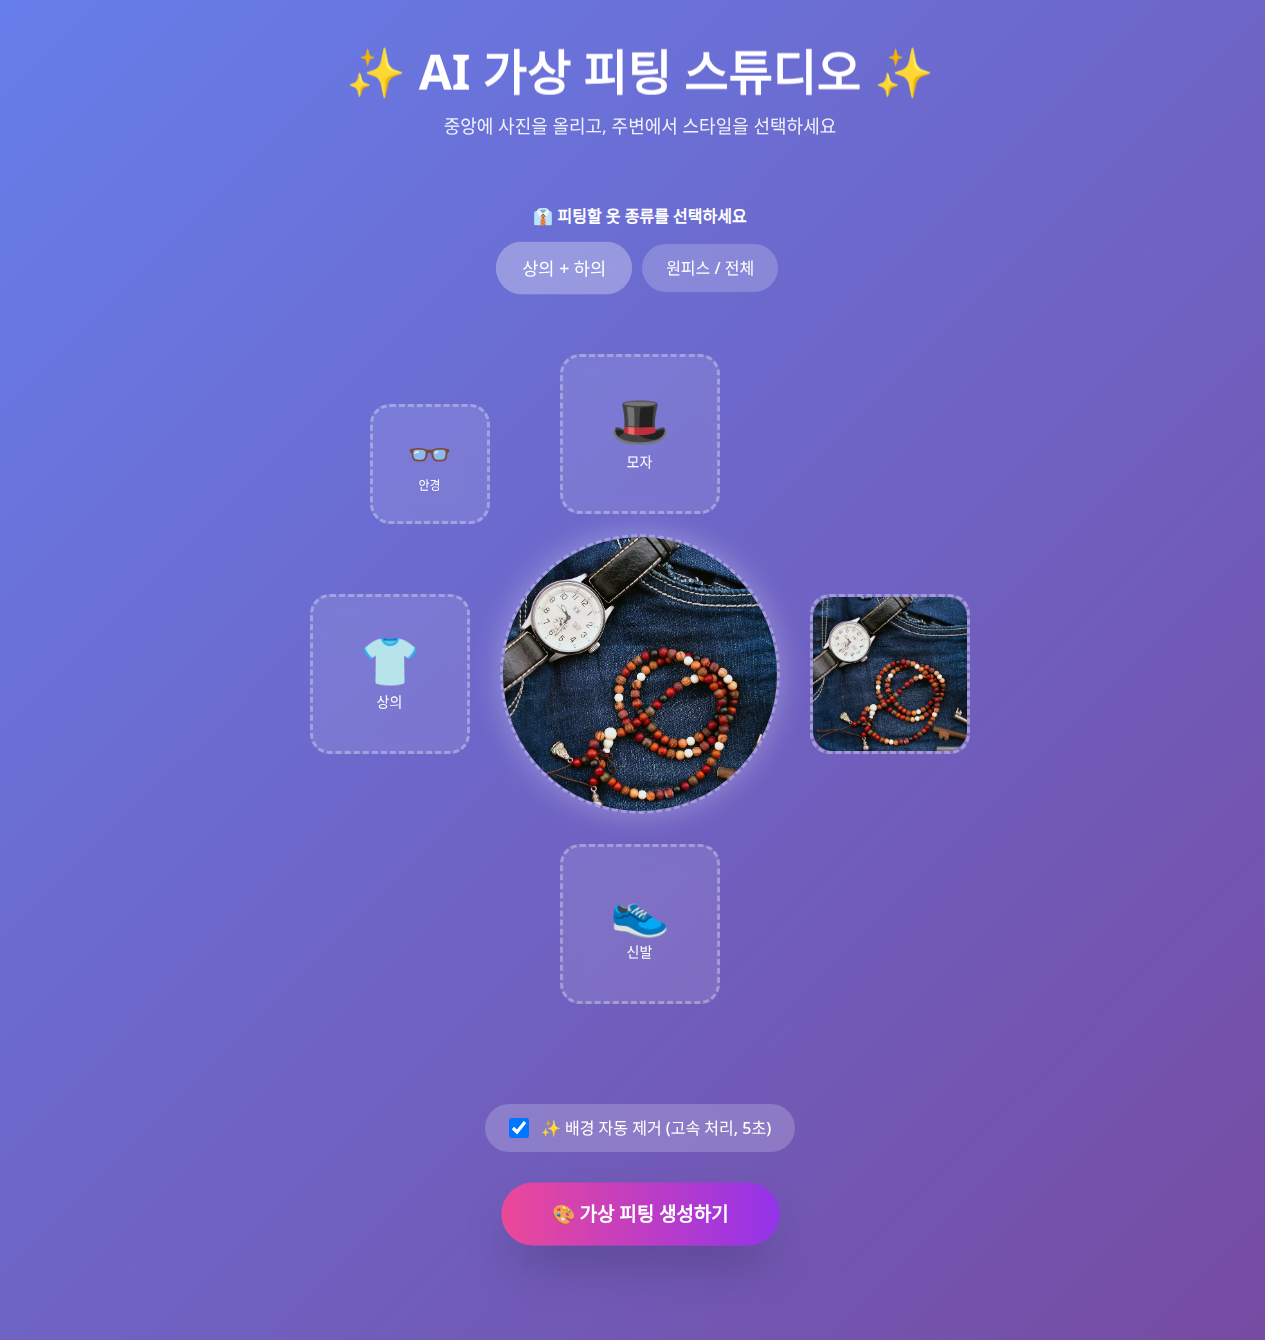 ✨ AI 가상 피팅 스튜디오 ✨
중앙에 사진을 올리고, 주변에서 스타일을 선택하세요
👔 피팅할 옷 종류를 선택하세요
상의 + 하의
원피스 / 전체
모자
안경
상의
신발
✨ 배경 자동 제거 (고속 처리, 5초)
🎨 가상 피팅 생성하기